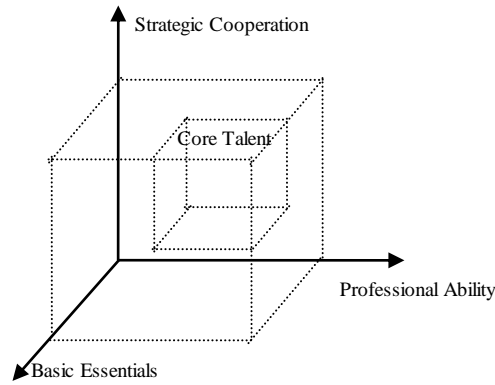 Strategic Cooperation
Core Talent
Professional Ability
Basic Essentials